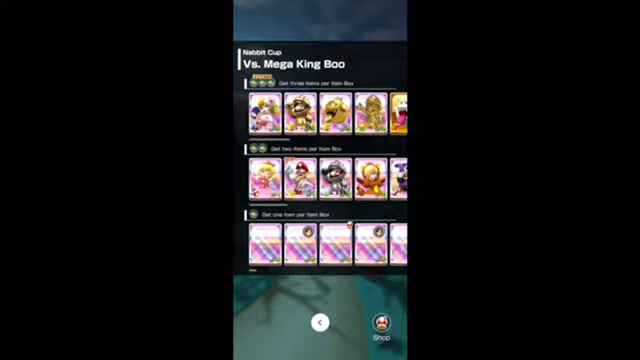 Nabbit Cup
Vs. Mega King Boo
Get three items per Item Box
Get two items per Item Box
Get one item per Item Box
Shop